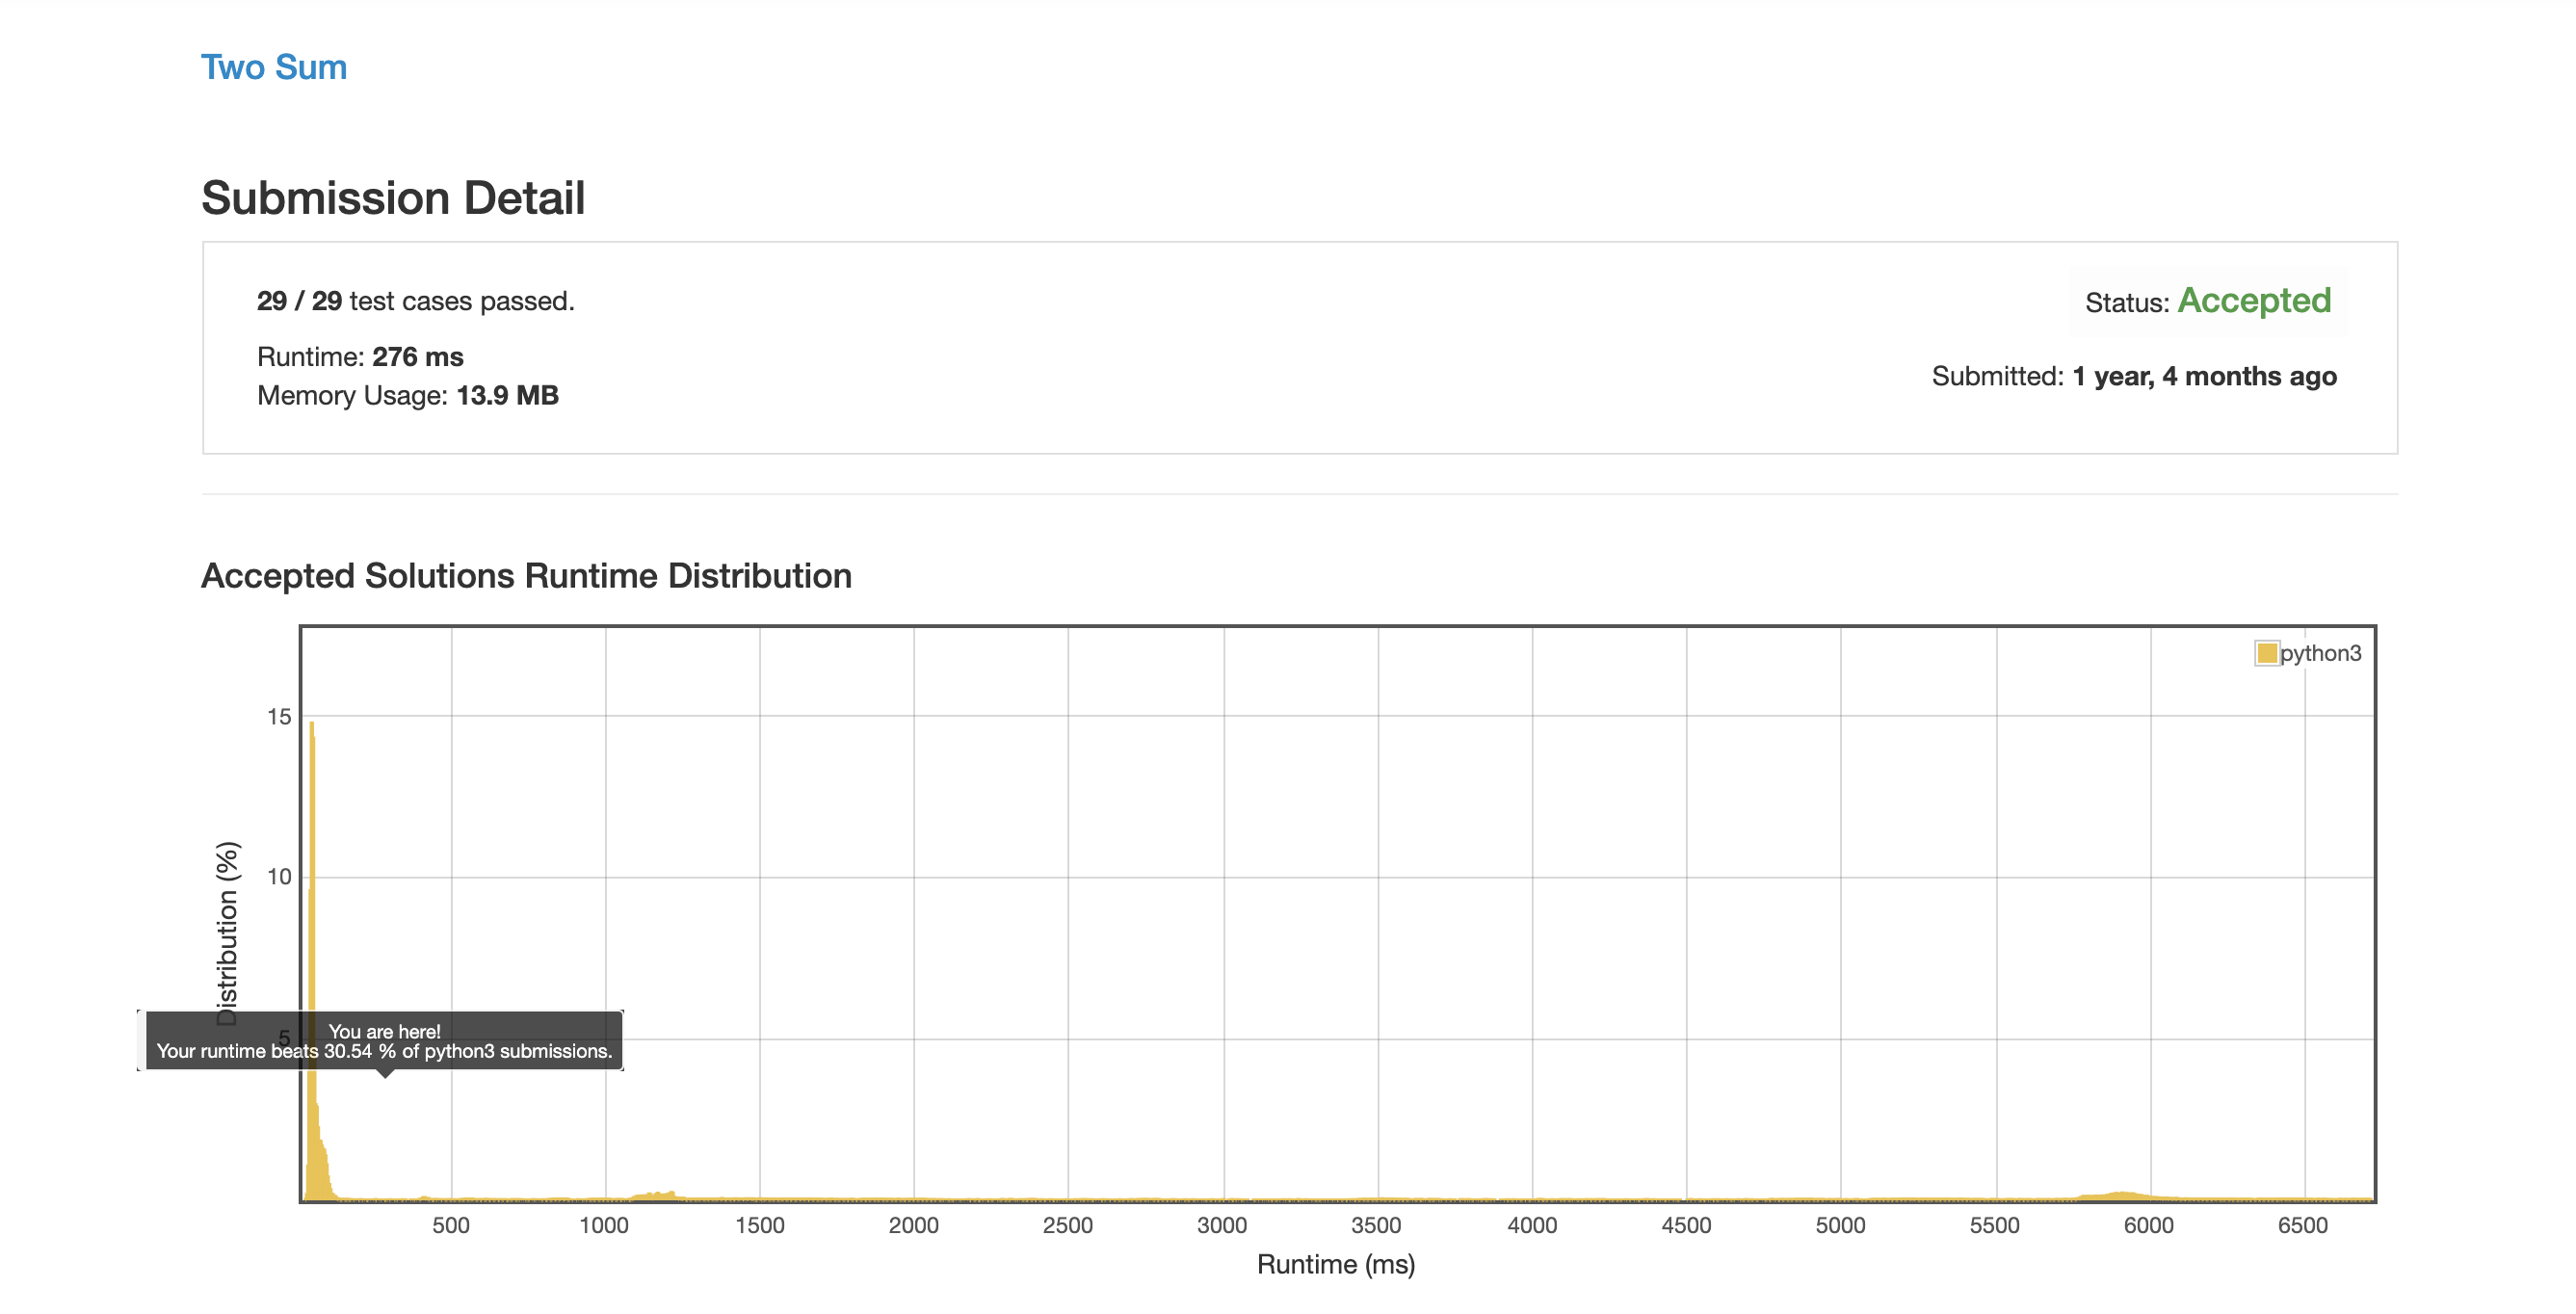 Two Sum
Submission Detail
29 / 29 test cases passed.
Status: Accepted
Runtime: 276 ms
Memory Usage: 13.9 MB
Submitted: 1 year, 4 months ago
Accepted Solutions Runtime Distribution
python3
Distribution (%)
15
10
5
You are here!
Your runtime beats 30.54 % of python3 submissions.
500 1000 1500 2000 2500 3000 3500 4000 4500 5000 5500 6000 6500
Runtime (ms)